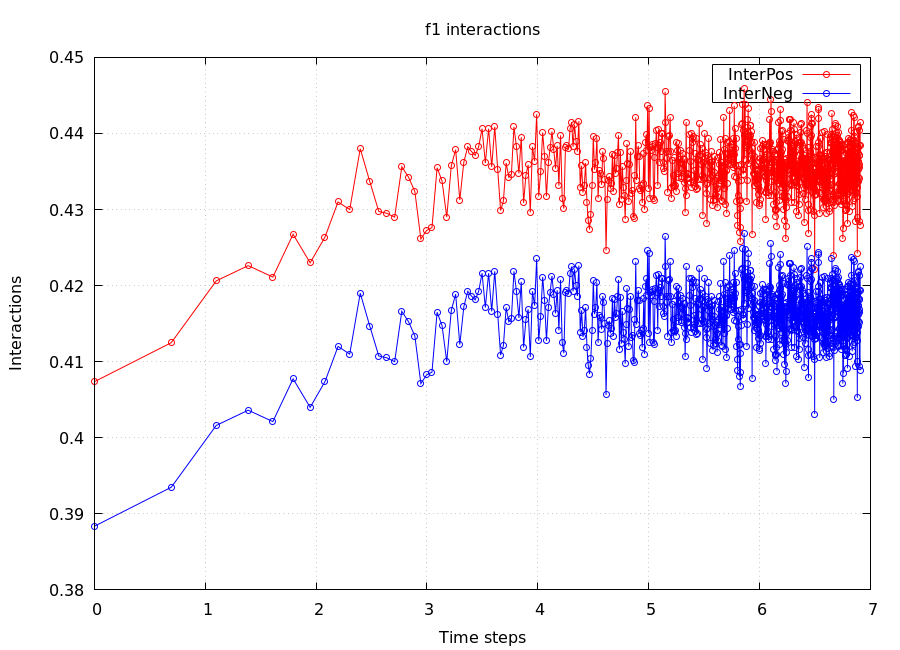 f1 interactions
InterPos
InterNeg
0.45
0.44
0.43
0.42
0.41
0.4
0.39
0.38
Interactions
0 1 2 3 4 5 6 7
Time steps